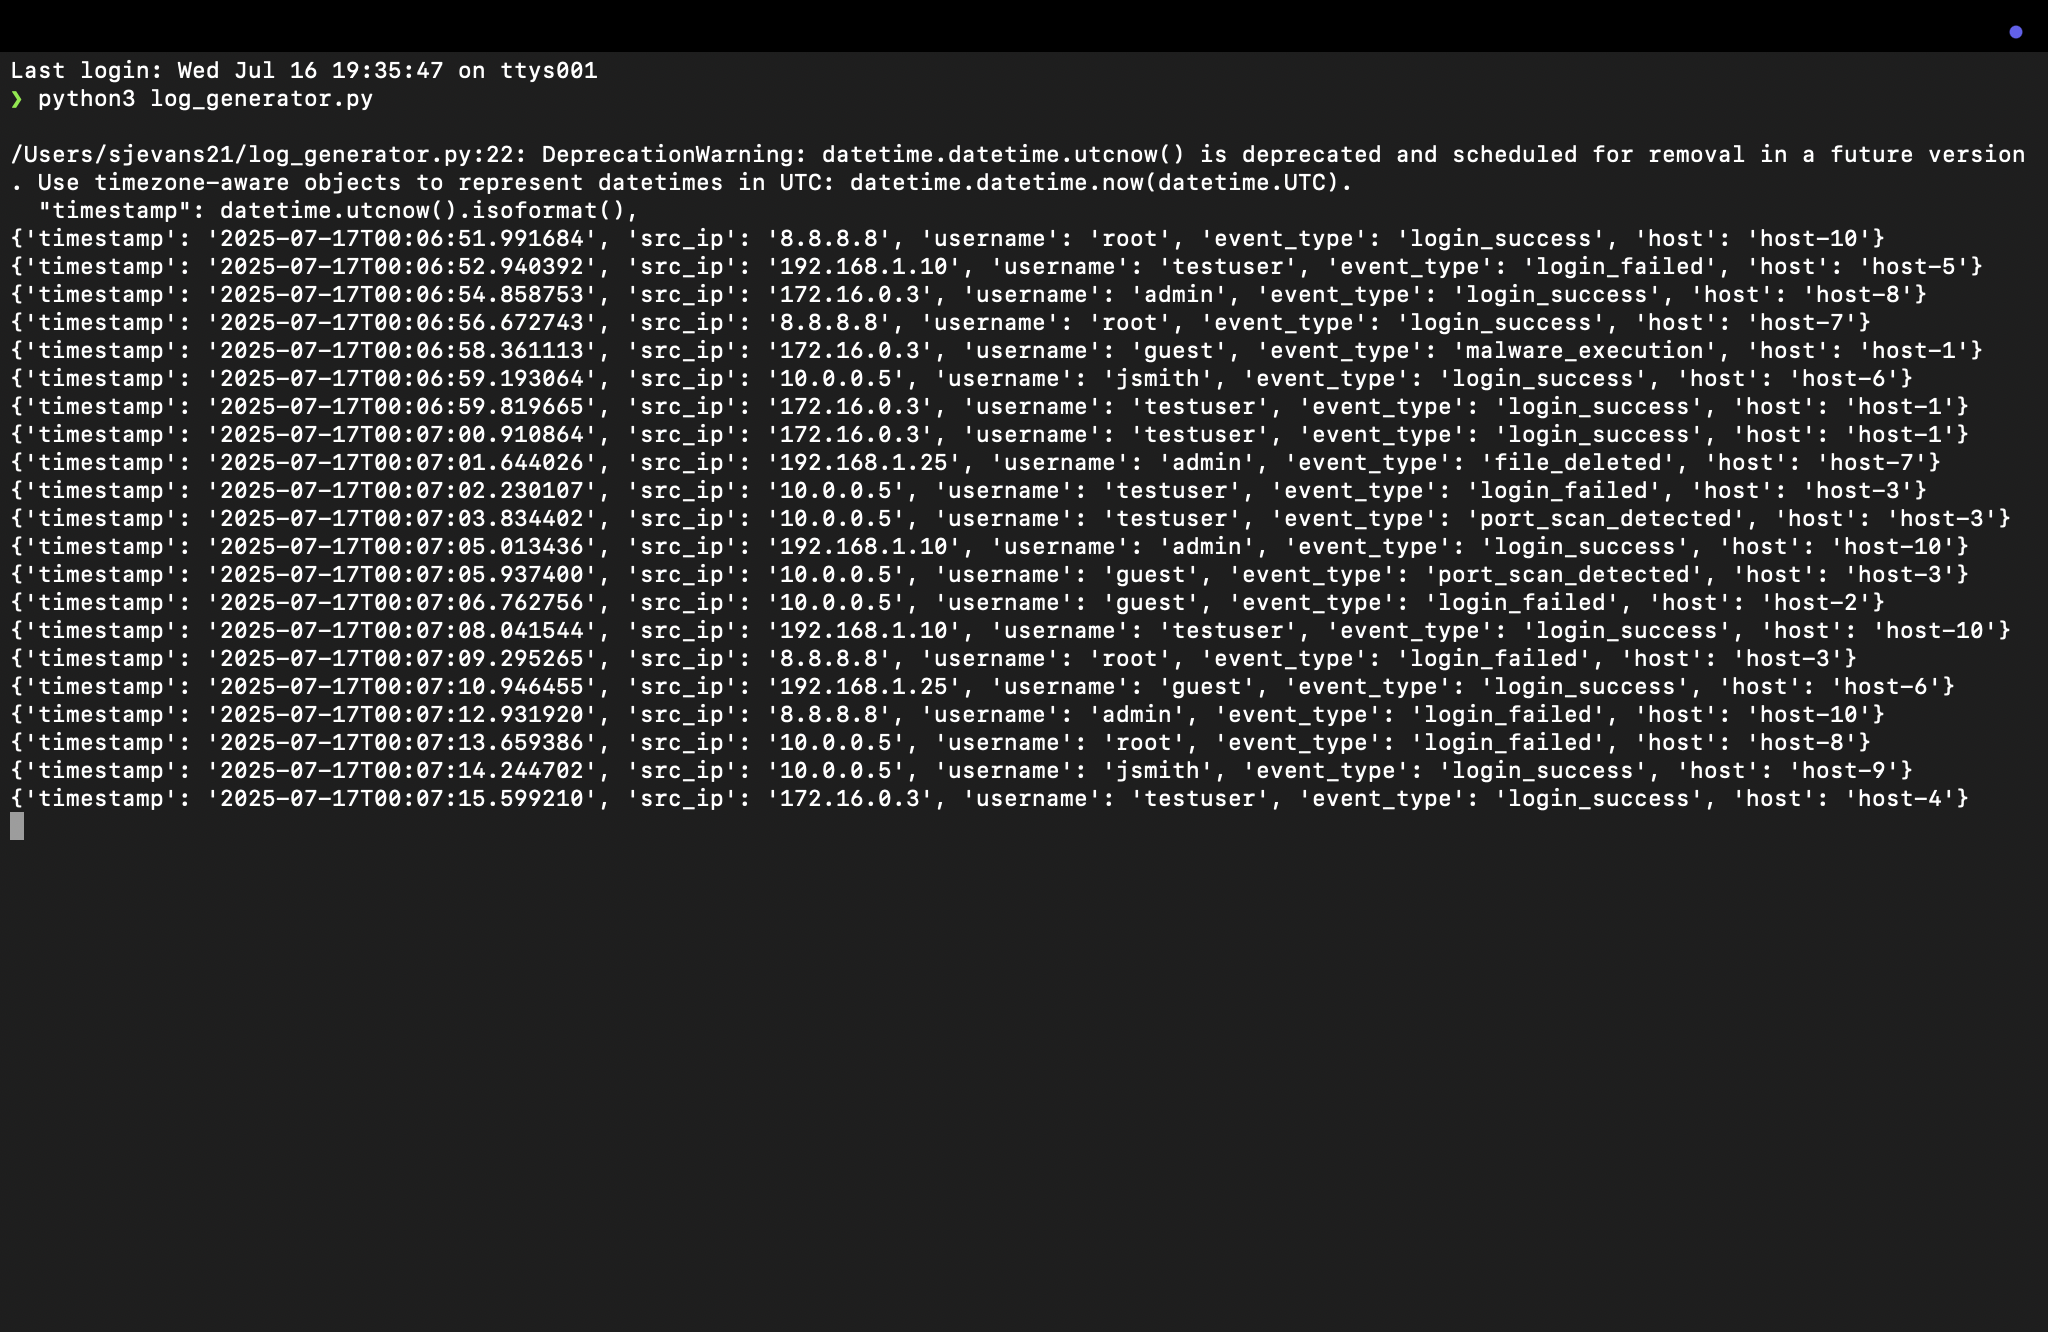 Last login: Wed Jul 16 19:35:47 on ttys001
❯ python3 log_generator.py
/Users/sjevans21/log_generator.py:22: DeprecationWarning: datetime.datetime.utcnow() is deprecated and scheduled for removal in a future version
. Use timezone-aware objects to represent datetimes in UTC: datetime.datetime.now(datetime.UTC).
  "timestamp": datetime.utcnow().isoformat(),
{'timestamp': '2025-07-17T00:06:51.991684', 'src_ip': '8.8.8.8', 'username': 'root', 'event_type': 'login_success', 'host': 'host-10'}
{'timestamp': '2025-07-17T00:06:52.940392', 'src_ip': '192.168.1.10', 'username': 'testuser', 'event_type': 'login_failed', 'host': 'host-5'}
{'timestamp': '2025-07-17T00:06:54.858753', 'src_ip': '172.16.0.3', 'username': 'admin', 'event_type': 'login_success', 'host': 'host-8'}
{'timestamp': '2025-07-17T00:06:56.672743', 'src_ip': '8.8.8.8', 'username': 'root', 'event_type': 'login_success', 'host': 'host-7'}
{'timestamp': '2025-07-17T00:06:58.361113', 'src_ip': '172.16.0.3', 'username': 'guest', 'event_type': 'malware_execution', 'host': 'host-1'}
{'timestamp': '2025-07-17T00:06:59.193064', 'src_ip': '10.0.0.5', 'username': 'jsmith', 'event_type': 'login_success', 'host': 'host-6'}
{'timestamp': '2025-07-17T00:06:59.819665', 'src_ip': '172.16.0.3', 'username': 'testuser', 'event_type': 'login_success', 'host': 'host-1'}
{'timestamp': '2025-07-17T00:07:00.910864', 'src_ip': '172.16.0.3', 'username': 'testuser', 'event_type': 'login_success', 'host': 'host-1'}
{'timestamp': '2025-07-17T00:07:01.644026', 'src_ip': '192.168.1.25', 'username': 'admin', 'event_type': 'file_deleted', 'host': 'host-7'}
{'timestamp': '2025-07-17T00:07:02.230107', 'src_ip': '10.0.0.5', 'username': 'testuser', 'event_type': 'login_failed', 'host': 'host-3'}
{'timestamp': '2025-07-17T00:07:03.834402', 'src_ip': '10.0.0.5', 'username': 'testuser', 'event_type': 'port_scan_detected', 'host': 'host-3'}
{'timestamp': '2025-07-17T00:07:05.013436', 'src_ip': '192.168.1.10', 'username': 'admin', 'event_type': 'login_success', 'host': 'host-10'}
{'timestamp': '2025-07-17T00:07:05.937400', 'src_ip': '10.0.0.5', 'username': 'guest', 'event_type': 'port_scan_detected', 'host': 'host-3'}
{'timestamp': '2025-07-17T00:07:06.762756', 'src_ip': '10.0.0.5', 'username': 'guest', 'event_type': 'login_failed', 'host': 'host-2'}
{'timestamp': '2025-07-17T00:07:08.041544', 'src_ip': '192.168.1.10', 'username': 'testuser', 'event_type': 'login_success', 'host': 'host-10'}
{'timestamp': '2025-07-17T00:07:09.295265', 'src_ip': '8.8.8.8', 'username': 'root', 'event_type': 'login_failed', 'host': 'host-3'}
{'timestamp': '2025-07-17T00:07:10.946455', 'src_ip': '192.168.1.25', 'username': 'guest', 'event_type': 'login_success', 'host': 'host-6'}
{'timestamp': '2025-07-17T00:07:12.931920', 'src_ip': '8.8.8.8', 'username': 'admin', 'event_type': 'login_failed', 'host': 'host-10'}
{'timestamp': '2025-07-17T00:07:13.659386', 'src_ip': '10.0.0.5', 'username': 'root', 'event_type': 'login_failed', 'host': 'host-8'}
{'timestamp': '2025-07-17T00:07:14.244702', 'src_ip': '10.0.0.5', 'username': 'jsmith', 'event_type': 'login_success', 'host': 'host-9'}
{'timestamp': '2025-07-17T00:07:15.599210', 'src_ip': '172.16.0.3', 'username': 'testuser', 'event_type': 'login_success', 'host': 'host-4'}